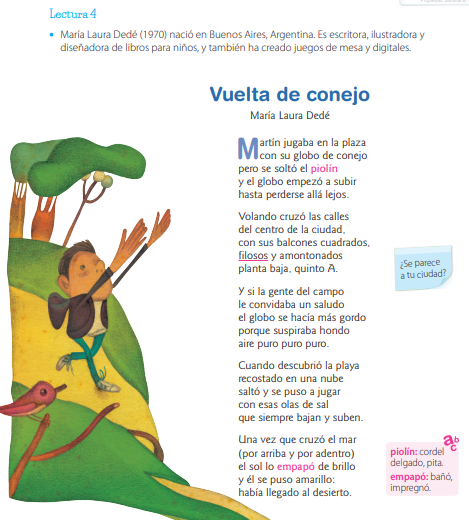 Lectura 4
• María Laura Dedé (1970) nació en Buenos Aires, Argentina. Es escritora, ilustradora y
diseñadora de libros para niños, y también ha creado juegos de mesa y digitales.
Vuelta de conejo
María Laura Dedé
Martín jugaba en la plaza
con su globo de conejo
pero se soltó el piolín
y el globo empezó a subir
hasta perderse allá lejos.
Volando cruzó las calles
del centro de la ciudad,
con sus balcones cuadrados,
filosos y amontonados
planta baja, quinto A.
¿Se parece
a tu ciudad?
Y si la gente del campo
le convidaba un saludo
el globo se hacía más gordo
porque suspiraba hondo
aire puro puro puro.
Cuando descubrió la playa
recostado en una nube
saltó y se puso a jugar
con esas olas de sal
que siempre bajan y suben.
Una vez que cruzó el mar
(por arriba y por adentro)
el sol lo empapó de brillo
y él se puso amarillo:
había llegado al desierto.
abc
piolín: cordel
delgado, pita.
empapó: bañó,
impregnó.